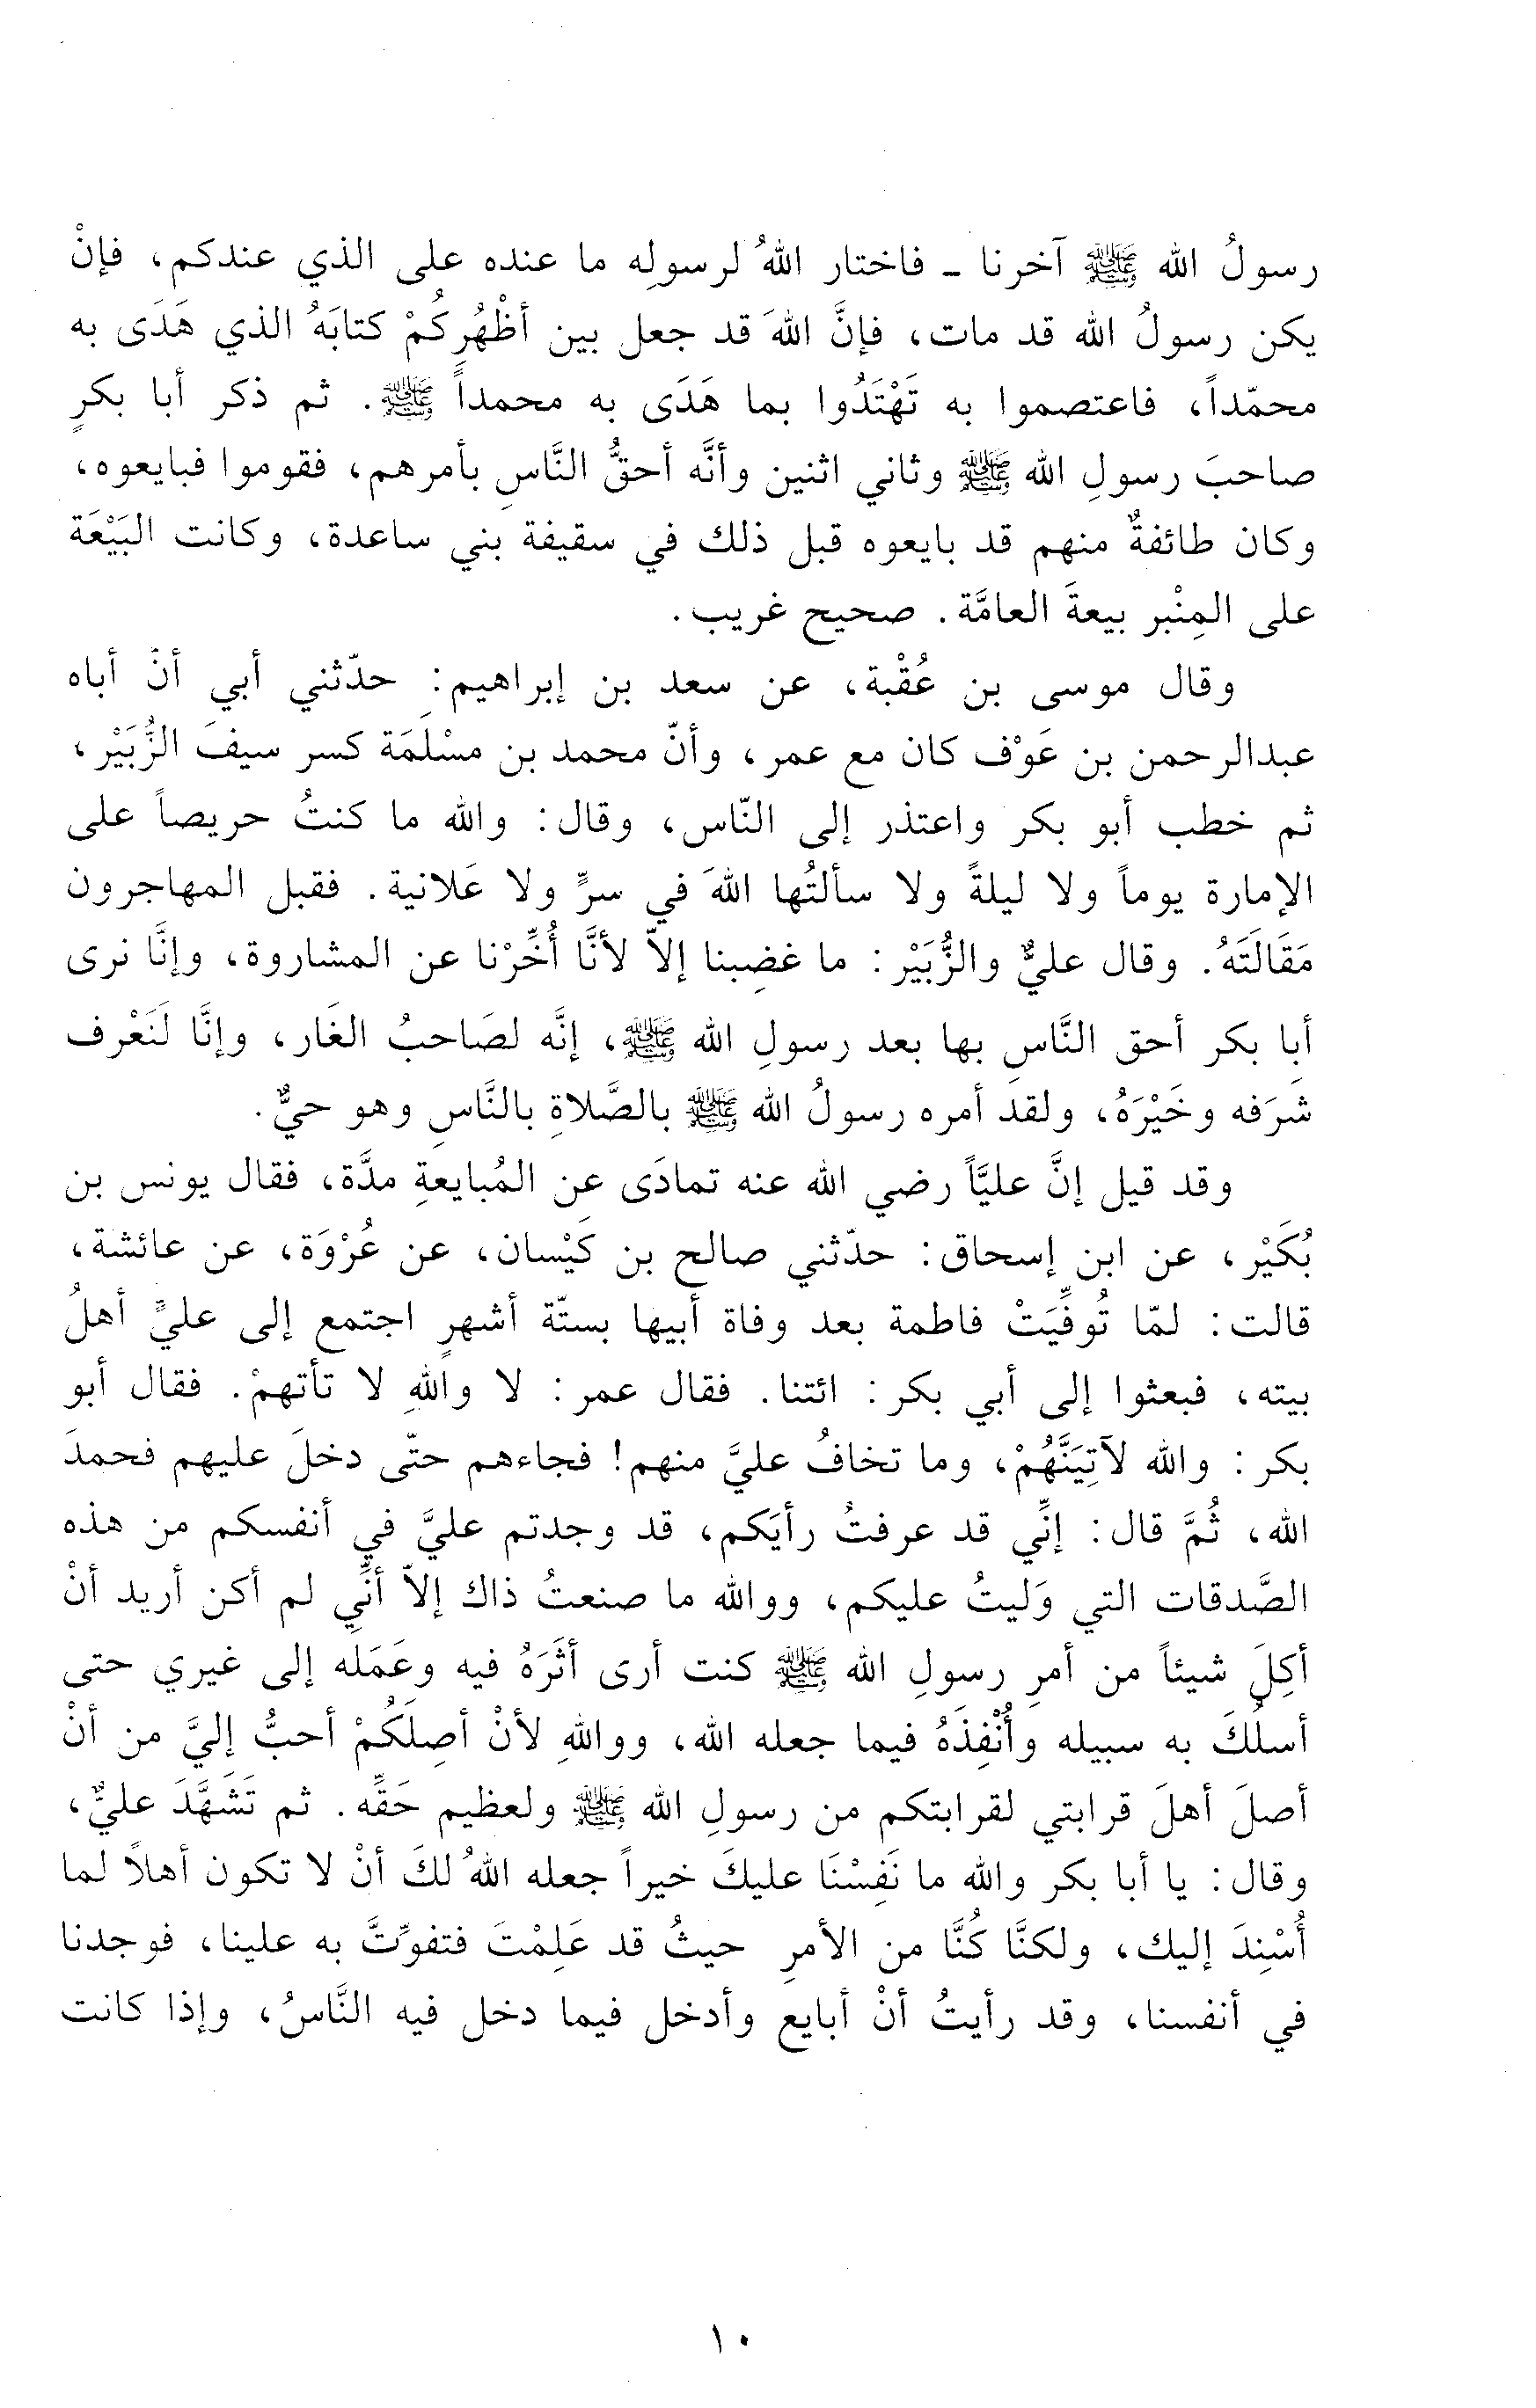 رسولُ الله ﷺ آخرنا - فاختار اللهُ لرسولِه ما عنده على الذي عندكم، فإنْ
يكن رسولُ الله قد مات، فإنَّ اللهَ قد جعل بين أظْهُرِكُمْ كتابَهُ الذي هَدَى به
محمّداً، فاعتصموا به تَهْتَدُوا بما هَدَى به محمداً ﷺ. ثم ذكر أبا بكرٍ
صاحبَ رسولِ الله ﷺ وثاني اثنين وأنَّه أحقُّ النَّاسِ بأمرهم، فقوموا فبايعوه،
وكان طائفةٌ منهم قد بايعوه قبل ذلك في سقيفة بني ساعدة، وكانت البَيْعَة
على المِنْبر بيعةَ العامَّة. صحيح غريب.
وقال موسى بن عُقْبة، عن سعد بن إبراهيم: حدّثني أبي أنّ أباه
عبدالرحمن بن عَوْف كان مع عمر، وأنّ محمد بن مسْلَمَة كسر سيفَ الزُّبَيْر،
ثم خطب أبو بكر واعتذر إلى النّاس، وقال: والله ما كنتُ حريصاً على
الإمارة يوماً ولا ليلةً ولا سألتُها اللهَ في سرٍّ ولا عَلانية. فقبل المهاجرون
مَقَالَتَهُ. وقال عليٌّ والزُّبَيْر: ما غضِبنا إلاّ لأنَّا أُخِّرْنا عن المشاروة، وإنَّا نرى
أبا بكر أحق النَّاسِ بها بعد رسولِ الله ﷺ، إنَّه لصَاحبُ الغَار، وإنَّا لَنَعْرف
شَرَفه وخَيْرَهُ، ولقد أمره رسولُ الله ﷺ بالصَّلاةِ بالنَّاسِ وهو حيٌّ.
وقد قيل إنَّ عليَّاً رضي الله عنه تمادَى عن المُبايعةِ مدَّة، فقال يونس بن
بُكَيْر، عن ابن إسحاق: حدّثني صالح بن كَيْسان، عن عُرْوَة، عن عائشة،
قالت: لمّا تُوفِّيَتْ فاطمة بعد وفاة أبيها بستّة أشهرٍ اجتمع إلى عليٍّ أهلُ
بيته، فبعثوا إلى أبي بكر: ائتنا. فقال عمر: لا واللهِ لا تأتهمْ. فقال أبو
بكر: والله لآتِيَنَّهُمْ، وما تخافُ عليَّ منهم! فجاءهم حتّى دخلَ عليهم فحمدَ
الله، ثُمَّ قال: إنِّي قد عرفتُ رأيَكم، قد وجدتم عليَّ في أنفسكم من هذه
الصَّدقات التي وَليتُ عليكم، ووالله ما صنعتُ ذاك إلاّ أنِّي لم أكن أريد أنْ
أكِلَ شيئاً من أمرِ رسولِ الله ﷺ كنت أرى أثَرَهُ فيه وعَمَله إلى غيري حتى
أسلُكَ به سبيله وأُنْفِذَهُ فيما جعله الله، وواللهِ لأنْ أصِلَكُمْ أحبُّ إليَّ من أنْ
أصلَ أهلَ قرابتي لقرابتكم من رسولِ الله ﷺ ولعظيم حَقِّه. ثم تَشَهَّدَ عليٌّ،
وقال: يا أبا بكر والله ما نَفِسْنَا عليكَ خيراً جعله اللهُ لكَ أنْ لا تكون أهلاً لما
أُسْنِدَ إليك، ولكنَّا كُنَّا من الأمرِ حيثُ قد عَلِمْتَ فتفوّتَّ به علينا، فوجدنا
في أنفسنا، وقد رأيتُ أنْ أبايع وأدخل فيما دخل فيه النَّاسُ، وإذا كانت
١٠